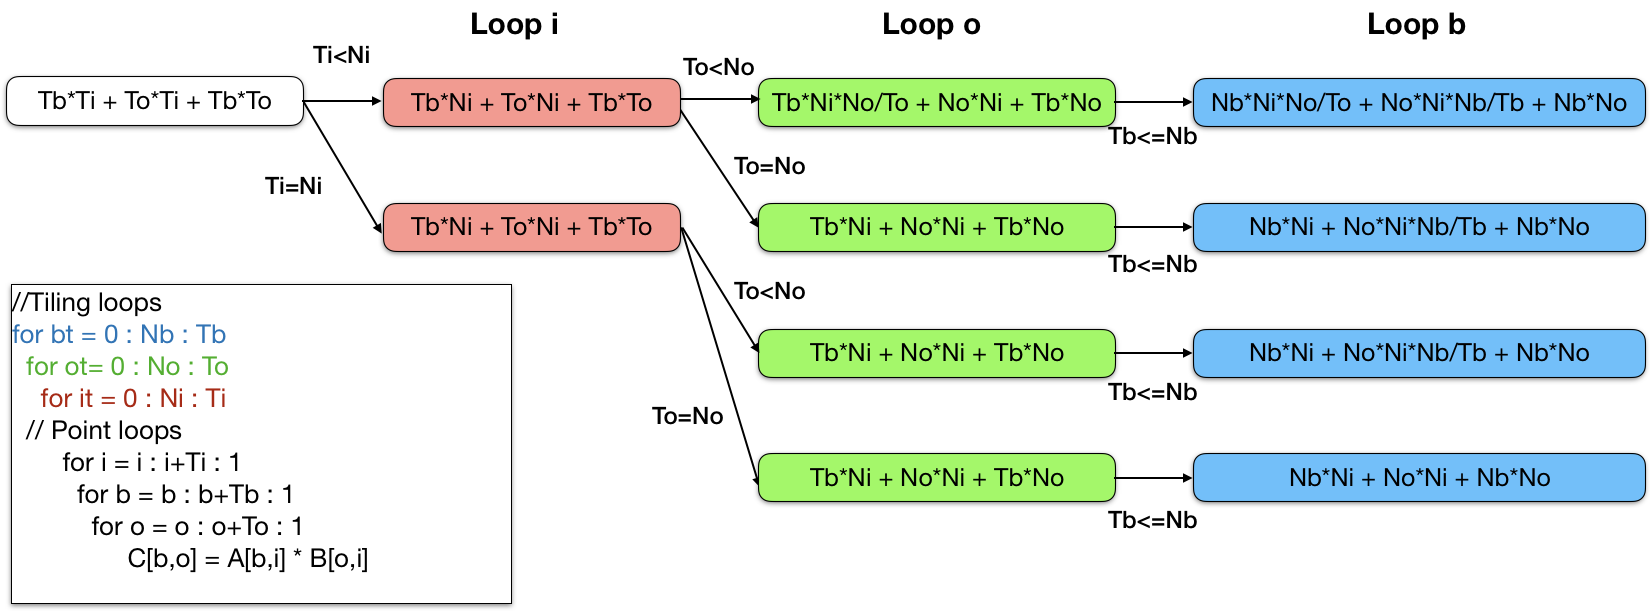 Loop i
Loop o
Loop b
Ti<Ni
To<No
Tb*Ti + To*Ti + Tb*To
Tb*Ni + To*Ni + Tb*To
Tb*Ni*No/To + No*Ni + Tb*No
Nb*Ni*No/To + No*Ni*Nb/Tb + Nb*No
Tb<=Nb
To=No
Ti=Ni
Tb*Ni + To*Ni + Tb*To
Tb*Ni + No*Ni + Tb*No
Nb*Ni + No*Ni*Nb/Tb + Nb*No
Tb<=Nb
To<No
Tb*Ni + No*Ni + Tb*No
Nb*Ni + No*Ni*Nb/Tb + Nb*No
Tb<=Nb
To=No
Tb*Ni + No*Ni + Tb*No
Nb*Ni + No*Ni + Nb*No
Tb<=Nb
//Tiling loops
for bt = 0 : Nb : Tb
for ot= 0 : No : To
for it = 0 : Ni : Ti
// Point loops
for i = i : i+Ti : 1
for b = b : b+Tb : 1
for o = o : o+To : 1
C[b,o] = A[b,i] * B[o,i]